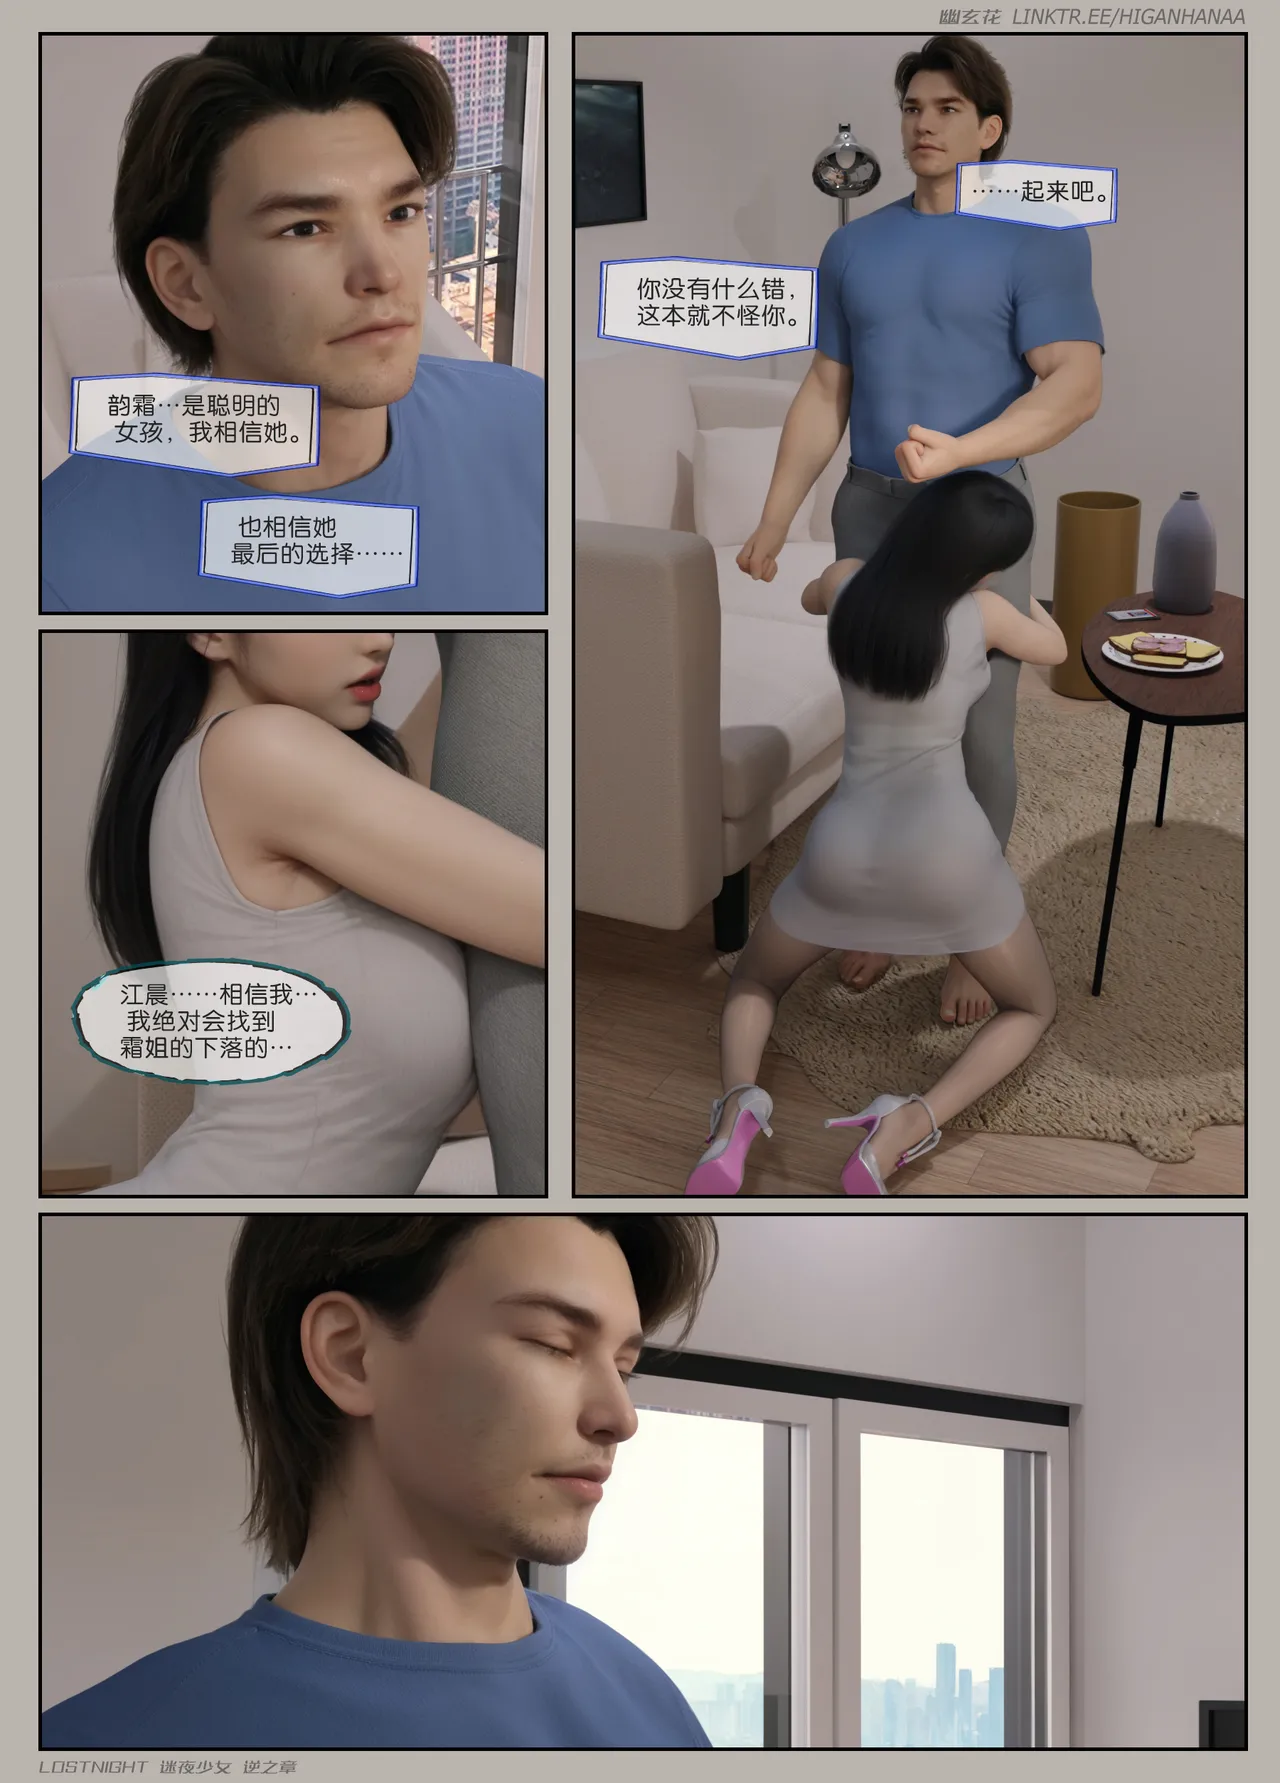 幽玄花 LINKTR.EE/HIGANHANAA
韵霜…是聪明的
女孩，我相信她。
也相信她
最后的选择……
江晨……相信我…
我绝对会找到
霜姐的下落的…
……起来吧。
你没有什么错，
这本就不怪你。
LOSTNIGHT 迷夜少女 逆之章